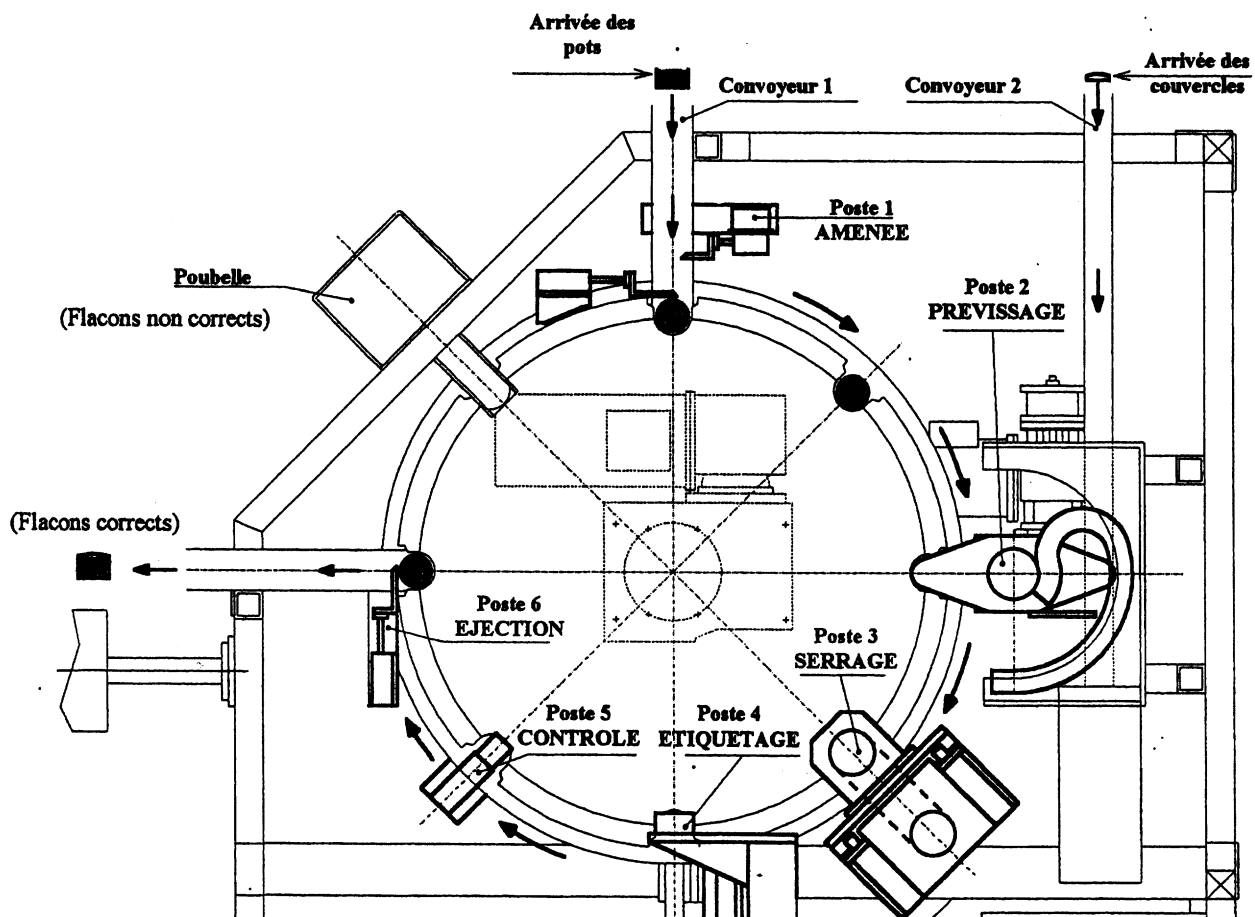 Arrivée des
pots
Convoyeur 1
Convoyeur 2
Arrivée des
couvercles
Poste 1
AMENEE
Poubelle
(Flacons non corrects)
Poste 2
PREVISSAGE
(Flacons corrects)
Poste 6
EJECTION
Poste 3
SERRAGE
Poste 5
CONTROLE
Poste 4
ETIQUETAGE